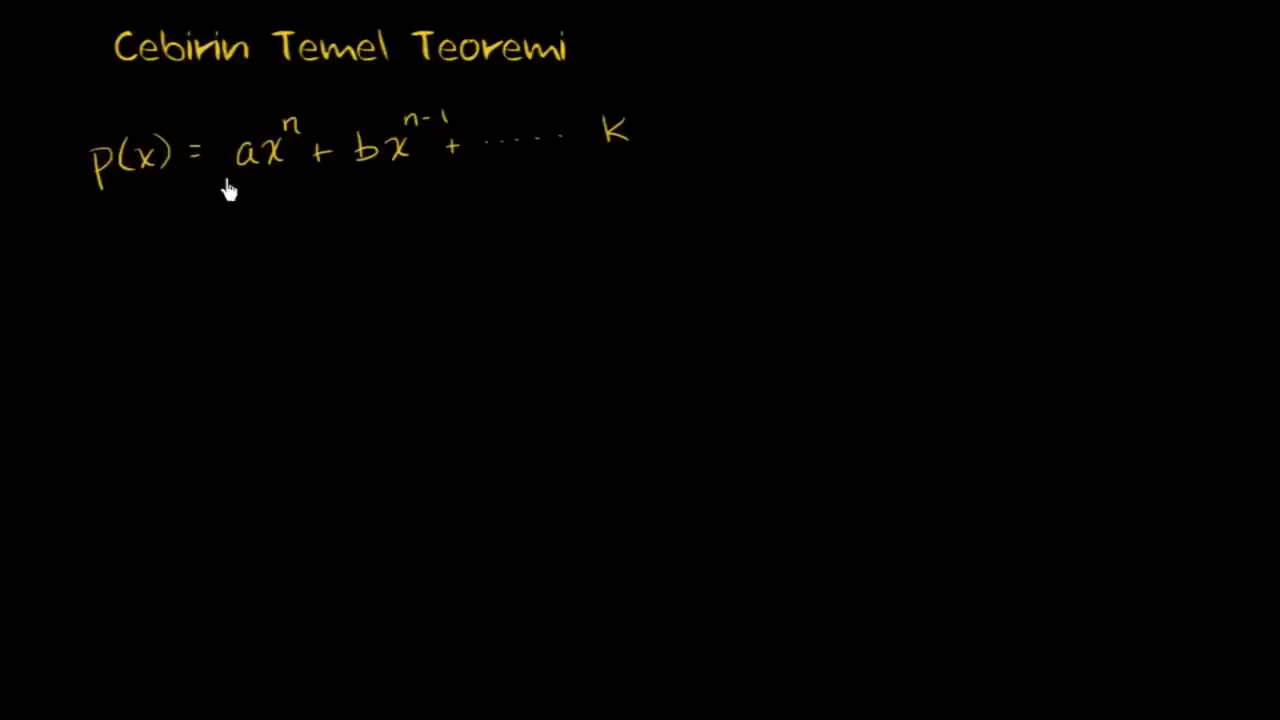 Cebirin Temel Teoremi
p(x) = ax^n + bx^{n-1} + ..... k